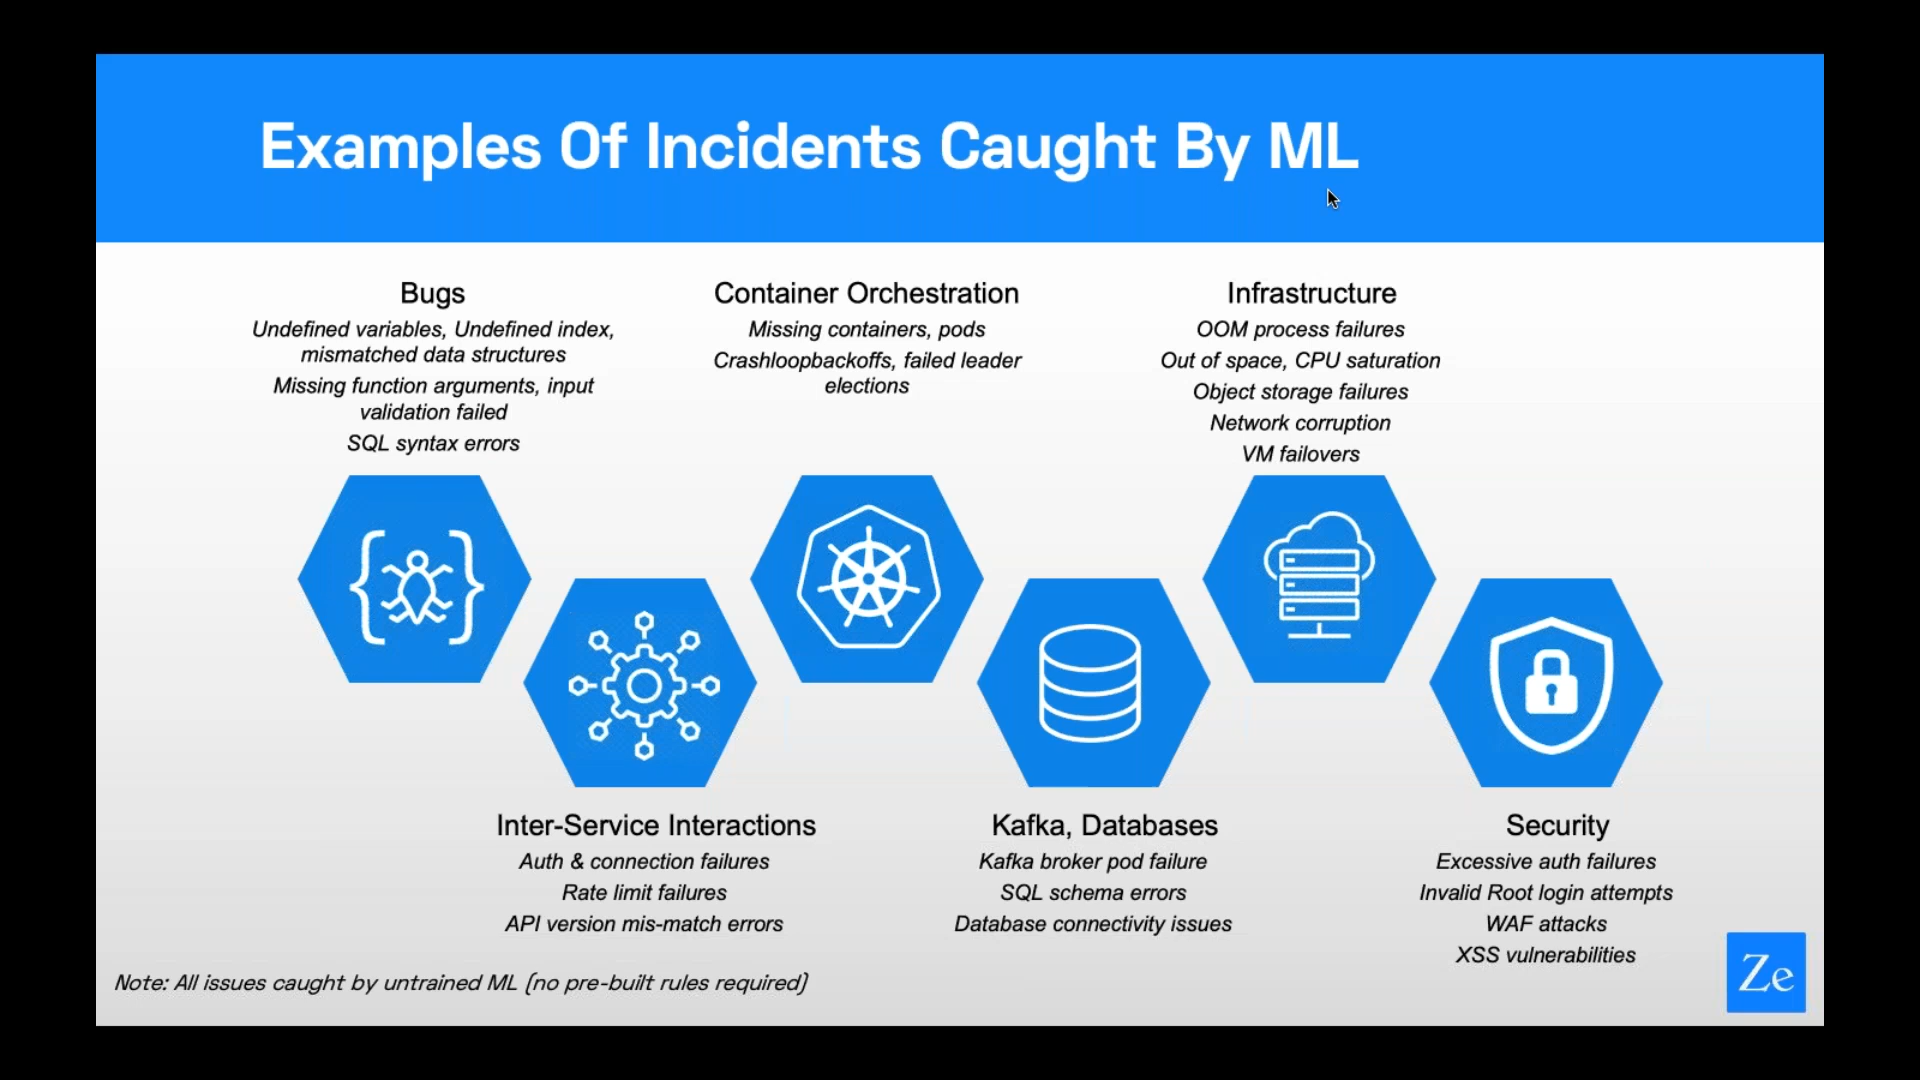 Examples Of Incidents Caught By ML
Bugs
Undefined variables, Undefined index,
mismatched data structures
Missing function arguments, input
validation failed
SQL syntax errors
Container Orchestration
Missing containers, pods
Crashloopbackoffs, failed leader
elections
Infrastructure
OOM process failures
Out of space, CPU saturation
Object storage failures
Network corruption
VM failovers
Inter-Service Interactions
Auth & connection failures
Rate limit failures
API version mis-match errors
Kafka, Databases
Kafka broker pod failure
SQL schema errors
Database connectivity issues
Security
Excessive auth failures
Invalid Root login attempts
WAF attacks
XSS vulnerabilities
Note: All issues caught by untrained ML (no pre-built rules required)
Ze